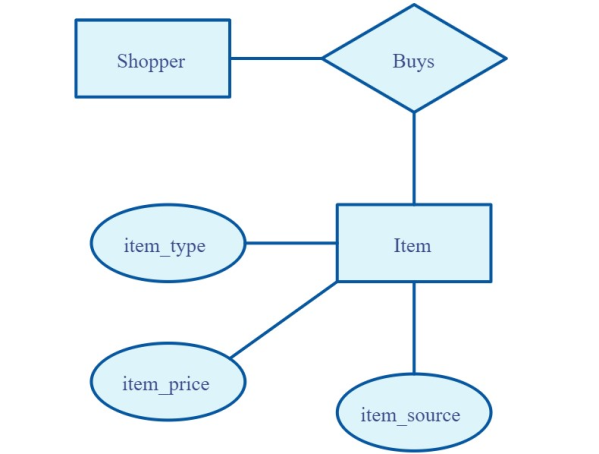 Shopper
Buys
item_type
Item
item_price
item_source